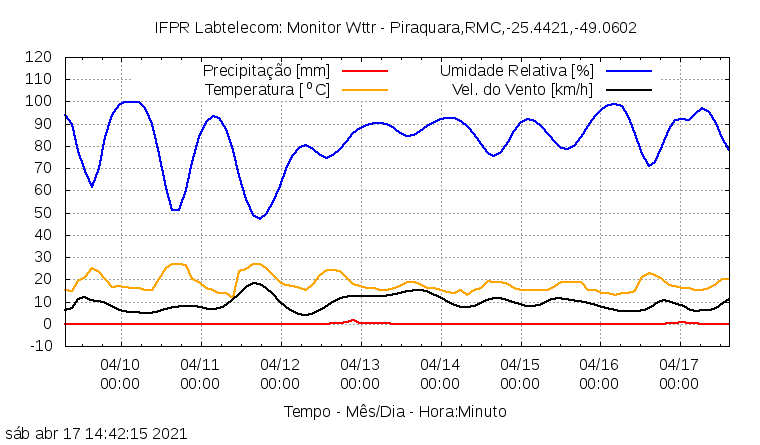 IFPR Labtelecom: Monitor Wttr - Piraquara,RMC,-25.4421,-49.0602
120
110
100
90
80
70
60
50
40
30
20
10
0
-10
Precipitação [mm]
Temperatura [⁰C]
Umidade Relativa [%]
Vel. do Vento [km/h]
04/10 04/11 04/12 04/13 04/14 04/15 04/16 04/17
00:00 00:00 00:00 00:00 00:00 00:00 00:00 00:00
Tempo - Mês/Dia - Hora:Minuto
sáb abr 17 14:42:15 2021